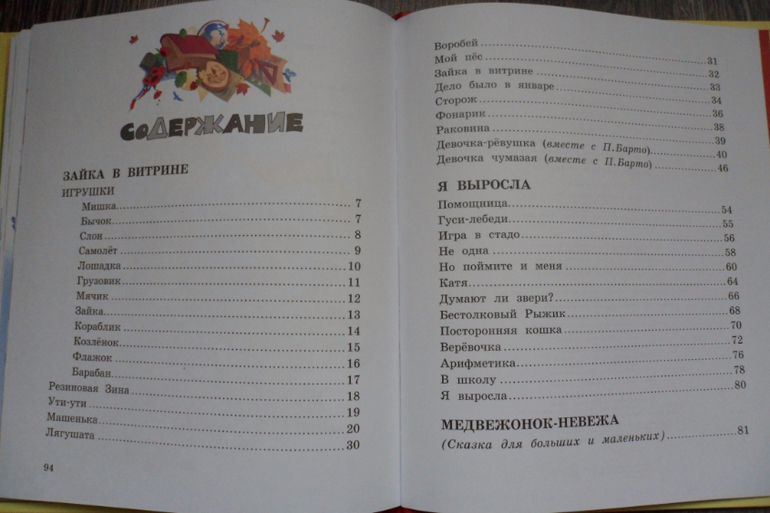 СОДЕРЖАНИЕ
ЗАЙКА В ВИТРИНЕ
ИГРУШКИ
Мишка 7
Бычок 7
Слон 8
Самолёт 9
Лошадка 10
Грузовик 11
Мячик 12
Зайка 13
Кораблик 14
Козлёнок 15
Флажок 16
Барабан 17
Резиновая Зина 18
Ути-ути 19
Машенька 20
Лягушата 30
94
Воробей 31
Мой пёс 32
Зайка в витрине 33
Дело было в январе 34
Сторож 36
Фонарик 38
Раковина 39
Девочка-рёвушка (вместе с П.Барто) 40
Девочка чумазая (вместе с П.Барто) 46
Я ВЫРОСЛА
Помощница 54
Гуси-лебеди 55
Игра в стадо 56
Не одна 58
Но поймите и меня 60
Катя 64
Думают ли звери? 66
Бестолковый Рыжик 68
Посторонняя кошка 70
Верёвочка 72
Арифметика 76
В школу 78
Я выросла 80
МЕДВЕЖОНОК-НЕВЕЖА
(Сказка для больших и маленьких) 81